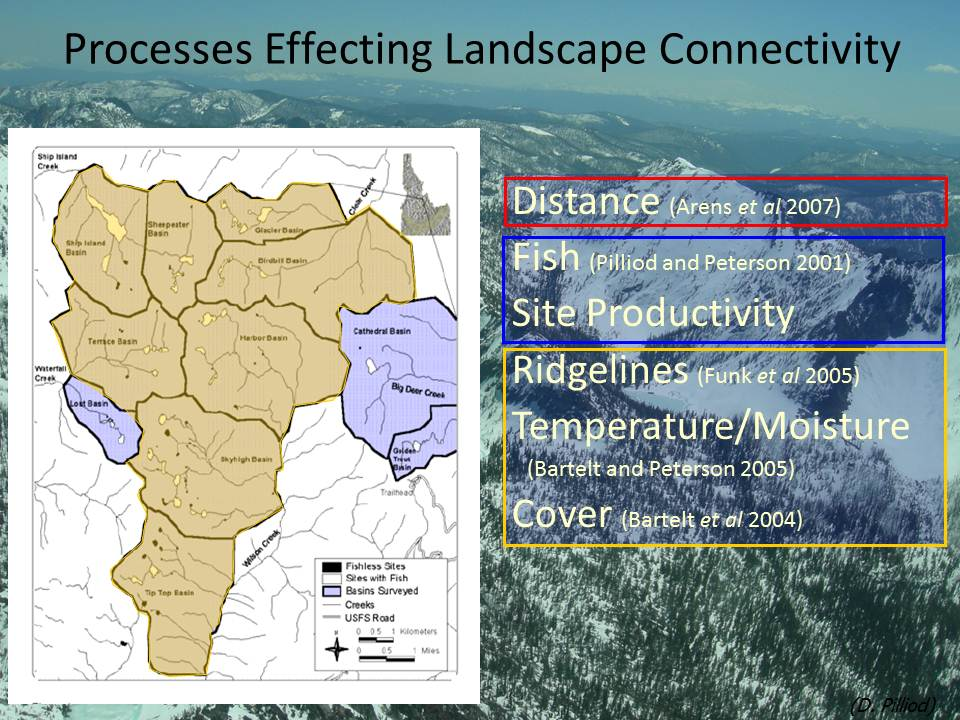 Processes Effecting Landscape Connectivity
Ship Island
Creek
Clear Creek
Sheepeater
Basin
Glacier Basin
Ship Island
Basin
Birdbill Basin
Cathedral Basin
Terrace Basin
Harbor Basin
Waterfall
Creek
Big Deer Creek
Lost Basin
Skyhigh Basin
Golden
Trout
Basin
Trailhead
Wilson Creek
Tip Top Basin
Fishless Sites
Sites with Fish
Basins Surveyed
Creeks
USFS Road
N
0 0.5 1 Kilometers
0 0.5 1 Miles
Distance (Arens et al 2007)
Fish (Pilliod and Peterson 2001)
Site Productivity
Ridgelines (Funk et al 2005)
Temperature/Moisture
(Bartelt and Peterson 2005)
Cover (Bartelt et al 2004)
(D. Pilliod)